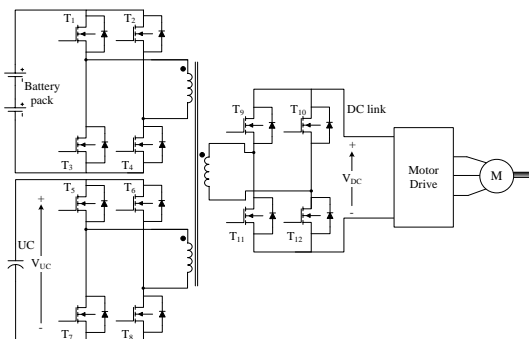 T1
T2
Battery
pack
T3
T4
T5
T6
+
UC
VUC
-
T7
T8
T9
T10
DC link
+
VDC
-
T11
T12
Motor
Drive
M